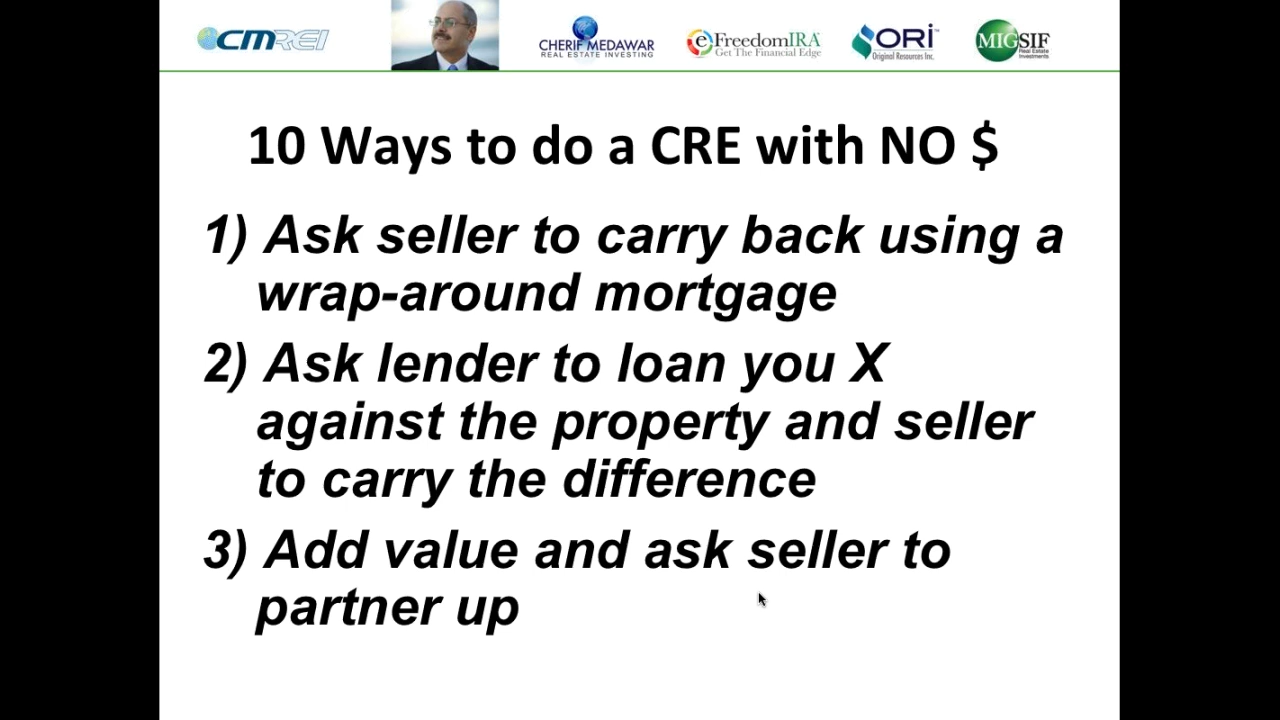 CMREI
CHERIF MEDAWAR
REAL ESTATE INVESTING
eFreedomIRA
Get The Financial Edge
ORi™
Original Resources Inc.
MIGSIF
Real Estate
Investments
10 Ways to do a CRE with NO $
1) Ask seller to carry back using a
wrap-around mortgage
2) Ask lender to loan you X
against the property and seller
to carry the difference
3) Add value and ask seller to
partner up